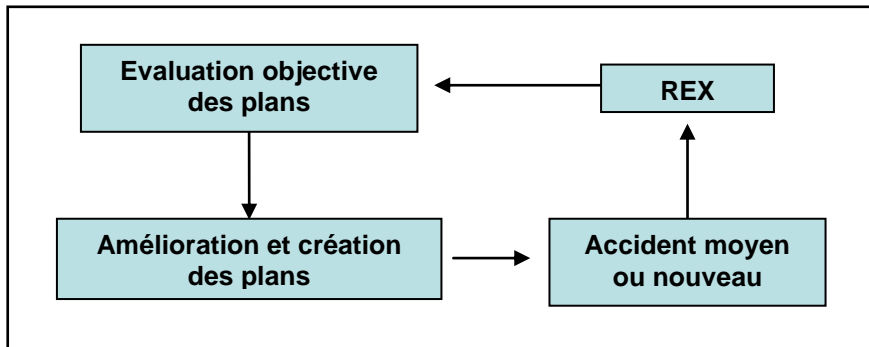 Evaluation objective
des plans
REX
Amélioration et création
des plans
Accident moyen
ou nouveau